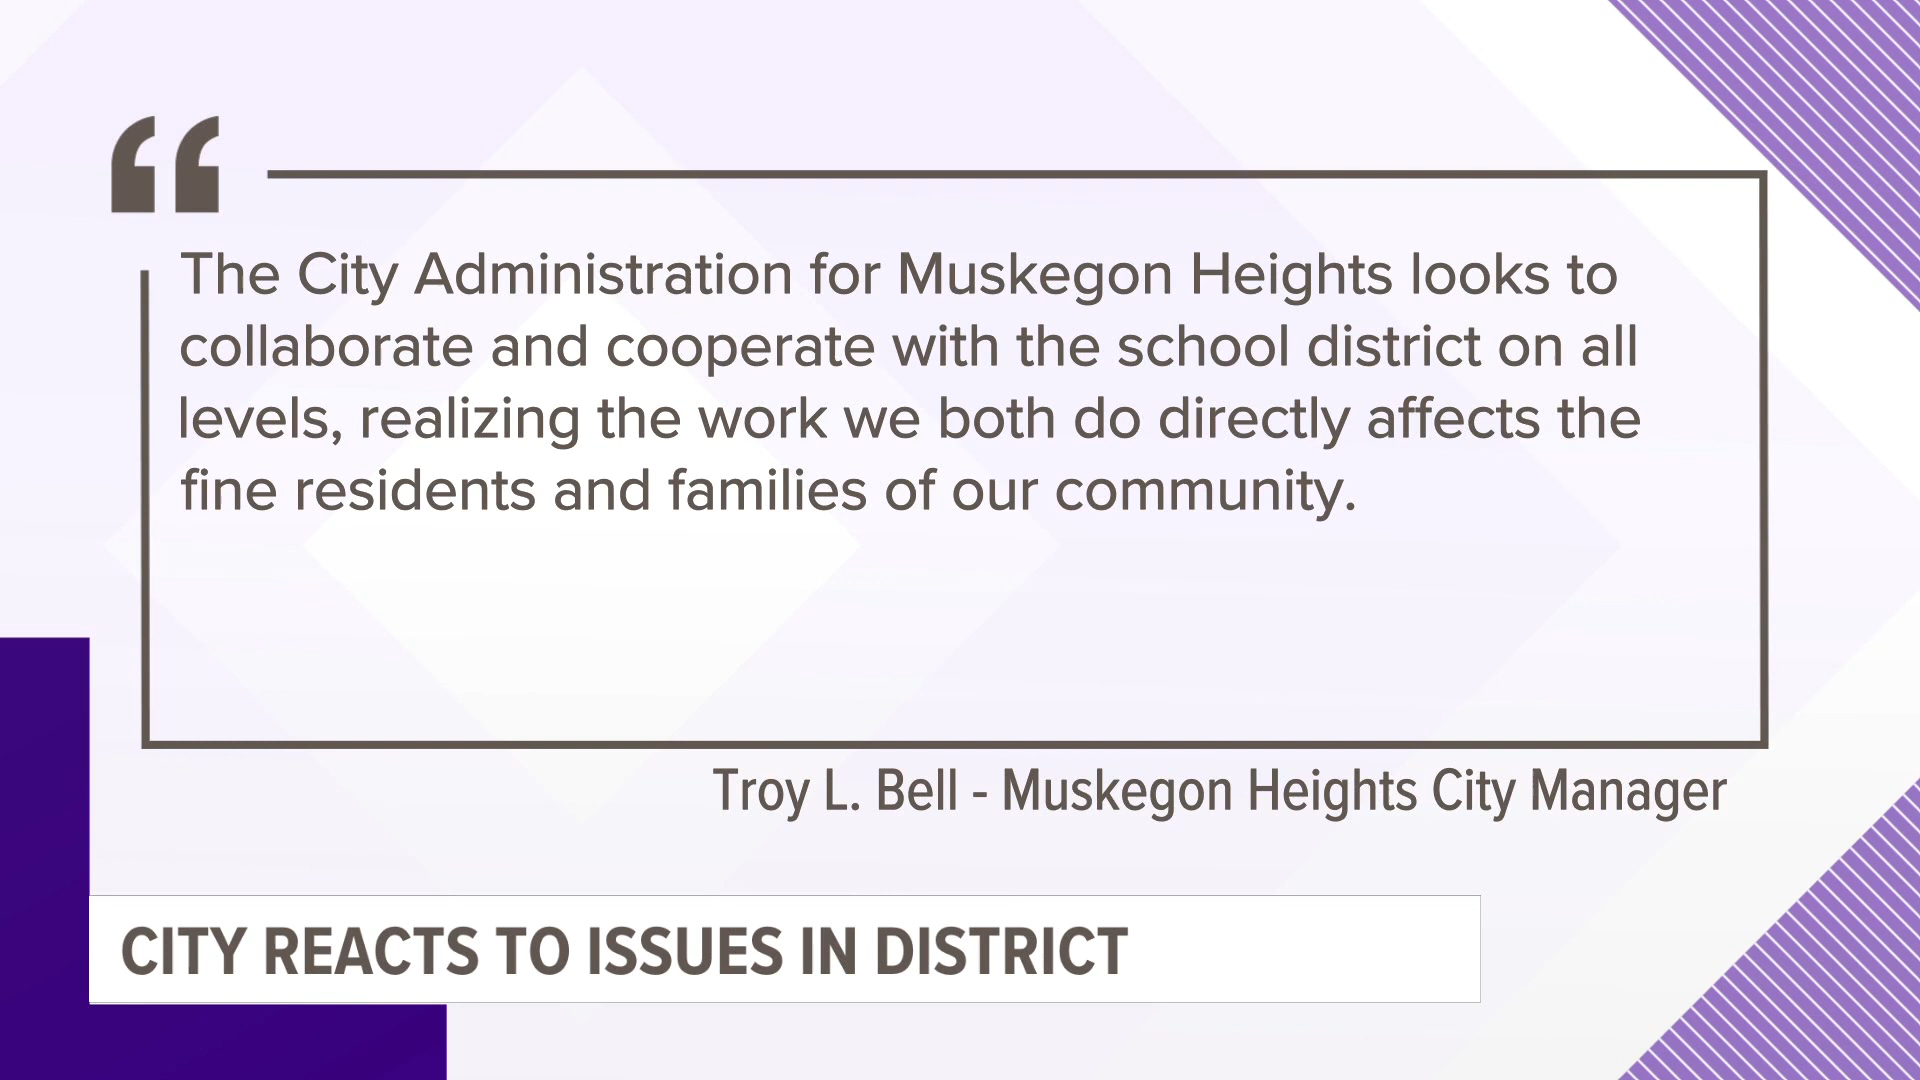 “
The City Administration for Muskegon Heights looks to
collaborate and cooperate with the school district on all
levels, realizing the work we both do directly affects the
fine residents and families of our community.
Troy L. Bell - Muskegon Heights City Manager
CITY REACTS TO ISSUES IN DISTRICT